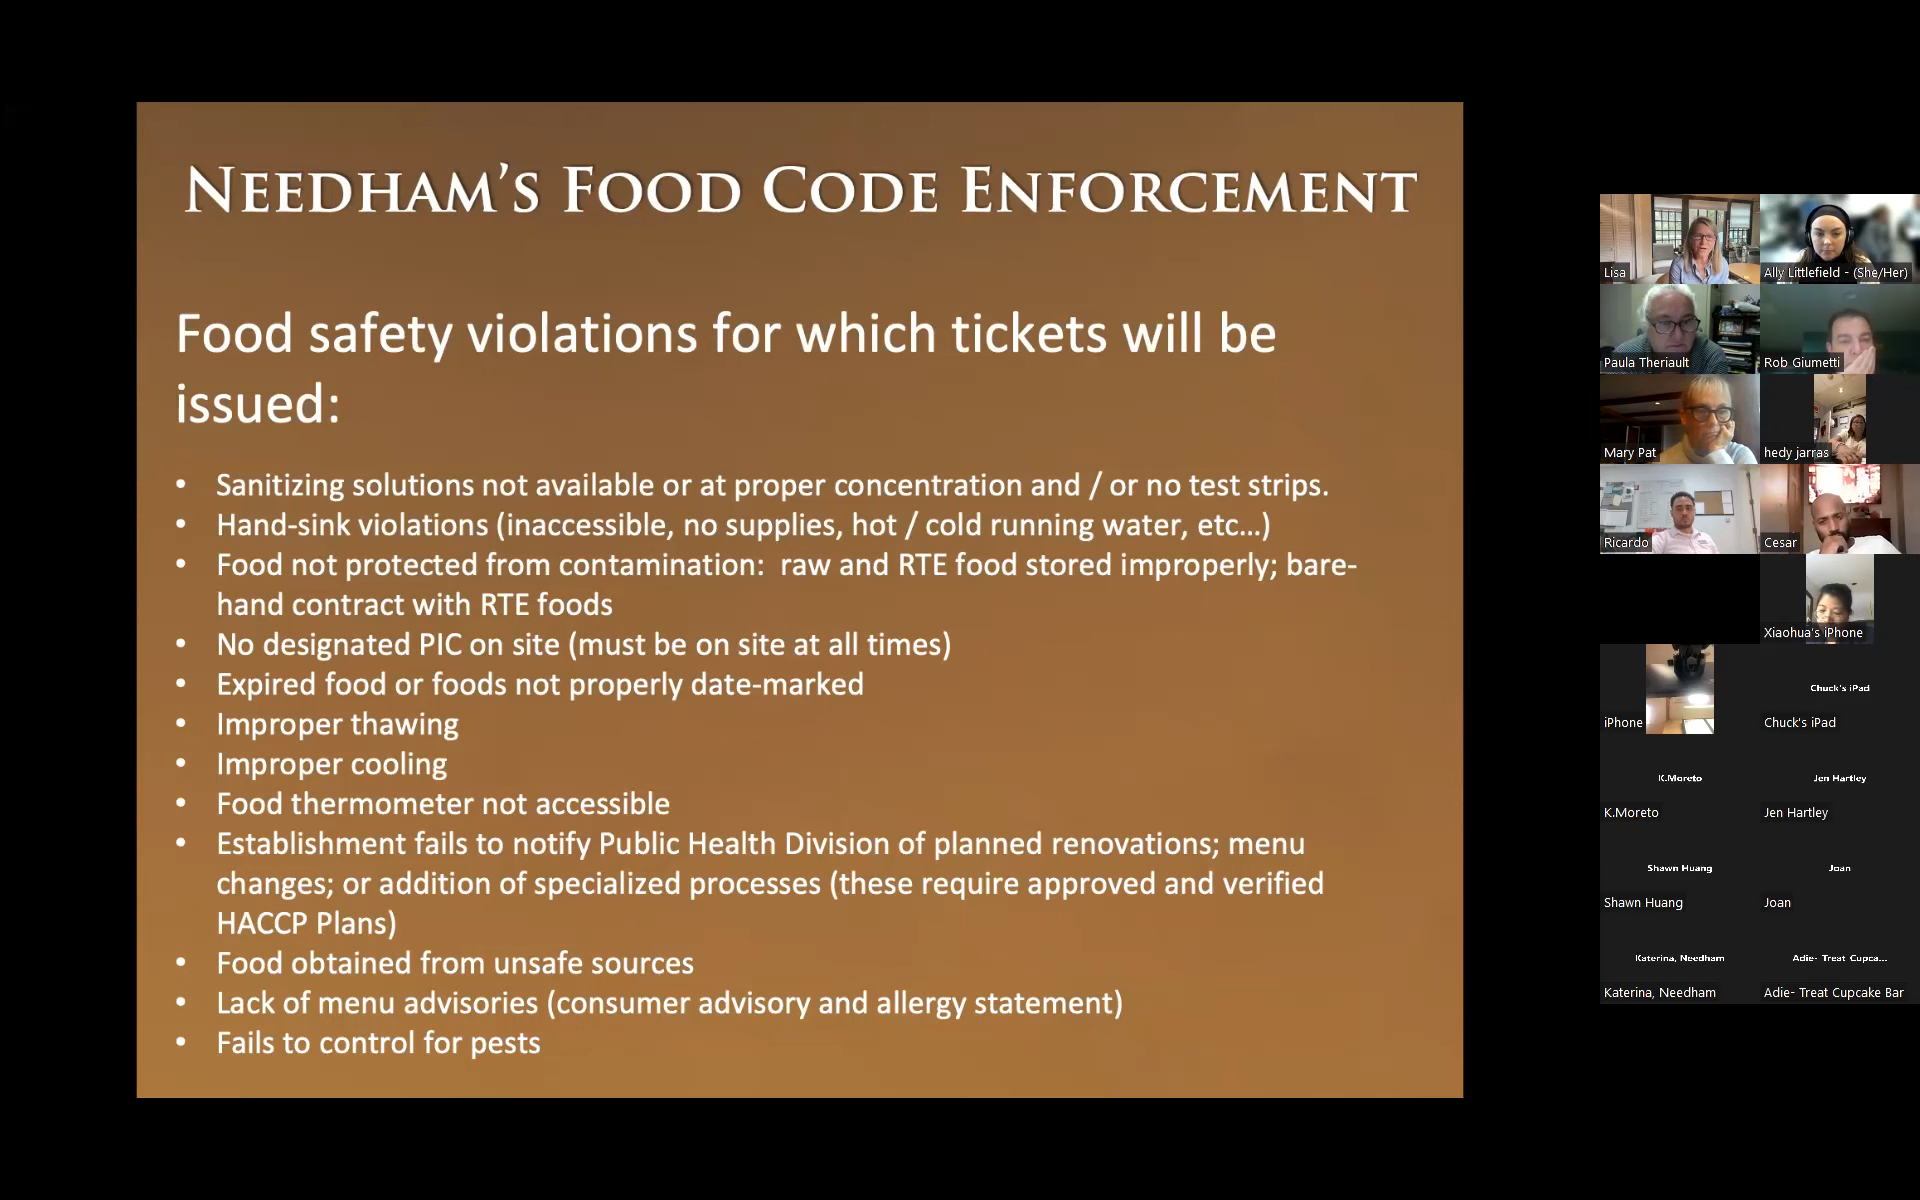 NEEDHAM'S FOOD CODE ENFORCEMENT
Food safety violations for which tickets will be
issued:
• Sanitizing solutions not available or at proper concentration and / or no test strips.
• Hand-sink violations (inaccessible, no supplies, hot / cold running water, etc...)
• Food not protected from contamination:  raw and RTE food stored improperly; bare-
hand contract with RTE foods
• No designated PIC on site (must be on site at all times)
• Expired food or foods not properly date-marked
• Improper thawing
• Improper cooling
• Food thermometer not accessible
• Establishment fails to notify Public Health Division of planned renovations; menu
changes; or addition of specialized processes (these require approved and verified
HACCP Plans)
• Food obtained from unsafe sources
• Lack of menu advisories (consumer advisory and allergy statement)
• Fails to control for pests
Lisa
Ally Littlefield - (She/Her)
Paula Theriault
Rob Giumetti
Mary Pat
hedy jarras
Ricardo
Cesar
Xiaohua's iPhone
iPhone
Chuck's iPad
Chuck's iPad
K.Moreto
K.Moreto
Jen Hartley
Jen Hartley
Shawn Huang
Shawn Huang
Joan
Joan
Katerina, Needham
Katerina, Needham
Adie- Treat Cupca...
Adie- Treat Cupcake Bar